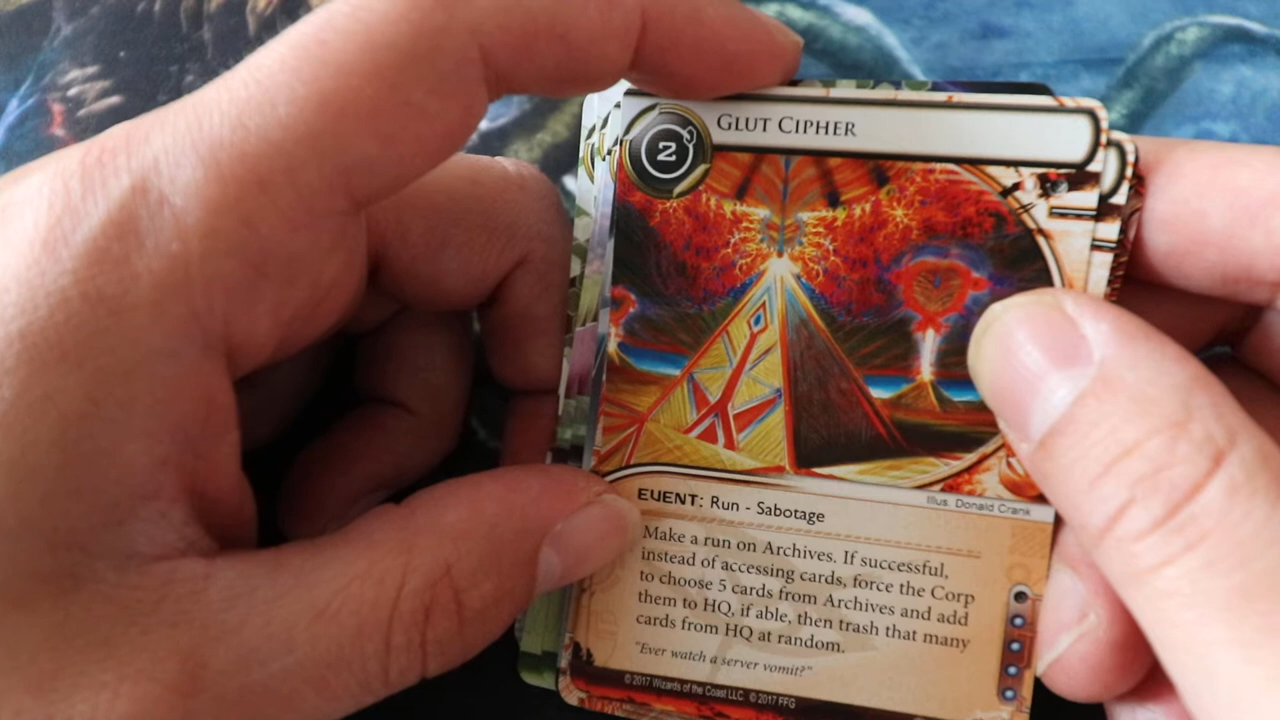 2 GLUT CIPHER
Illus. Donald Crank
EVENT: Run - Sabotage
Make a run on Archives. If successful,
instead of accessing cards, force the Corp
to choose 5 cards from Archives and add
them to HQ, if able, then trash that many
cards from HQ at random.
"Ever watch a server vomit?"
© 2017 Wizards of the Coast LLC © 2017 FFG